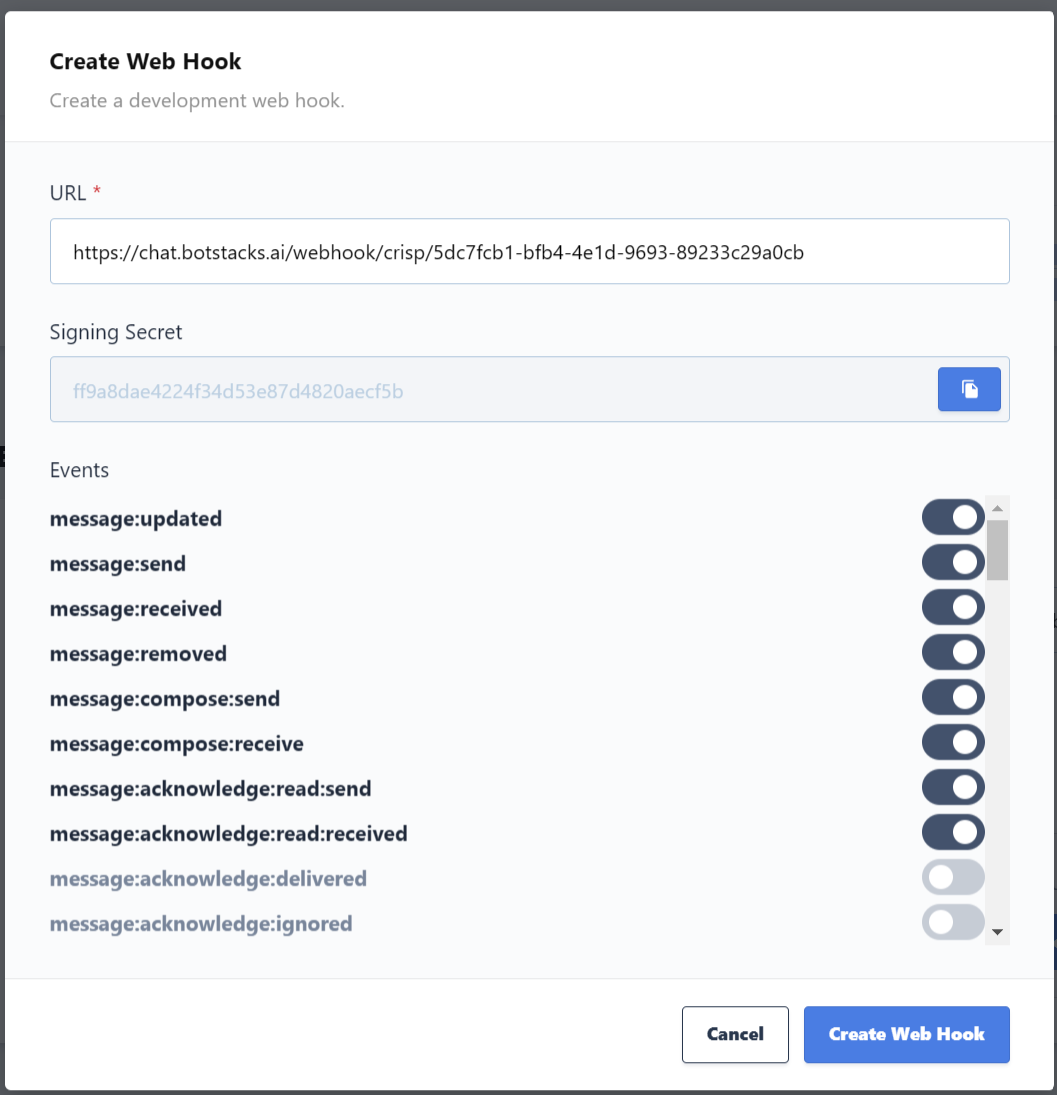 Create Web Hook
Create a development web hook.
URL *
https://chat.botstacks.ai/webhook/crisp/5dc7fcb1-bfb4-4e1d-9693-89233c29a0cb
Signing Secret
ff9a8dae4224f34d53e87d4820aecf5b
Events
message:updated
message:send
message:received
message:removed
message:compose:send
message:compose:receive
message:acknowledge:read:send
message:acknowledge:read:received
message:acknowledge:delivered
message:acknowledge:ignored
Cancel
Create Web Hook